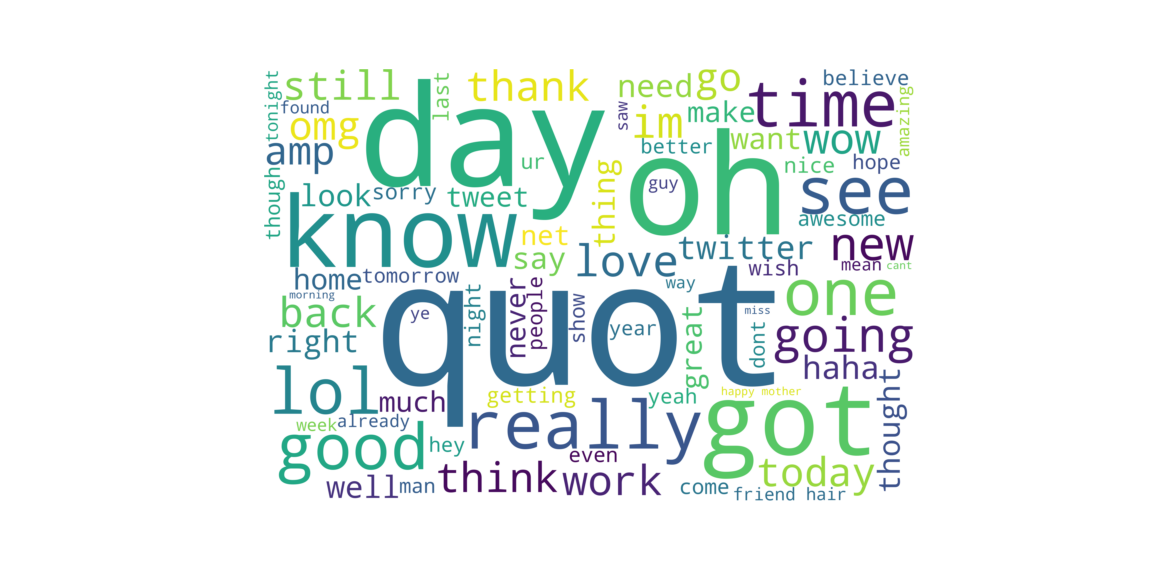 still
thank
need
go
believe
tonight
found
last
day
saw
im
make
time
amazing
omg
amp
ur
better
want
wow
oh
guy
nice
hope
though
look
sorry
tweet
thing
see
awesome
know
net
say
love
twitter
new
wish
mean
cant
home
tomorrow
morning
back
quot
ye
night
never
people
show
year
way
miss
one
great
dont
going
right
haha
lol
much
getting
yeah
happy mother
thought
week
already
good
hey
really
even
got
today
well
man
think
work
come
friend hair